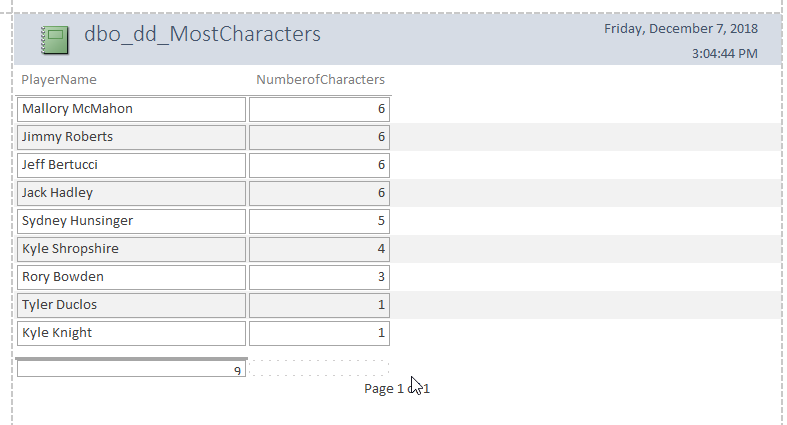 dbo_dd_MostCharacters
Friday, December 7, 2018
3:04:44 PM
PlayerName NumberofCharacters
Mallory McMahon 6
Jimmy Roberts 6
Jeff Bertucci 6
Jack Hadley 6
Sydney Hunsinger 5
Kyle Shropshire 4
Rory Bowden 3
Tyler Duclos 1
Kyle Knight 1
9
Page 1 of 1